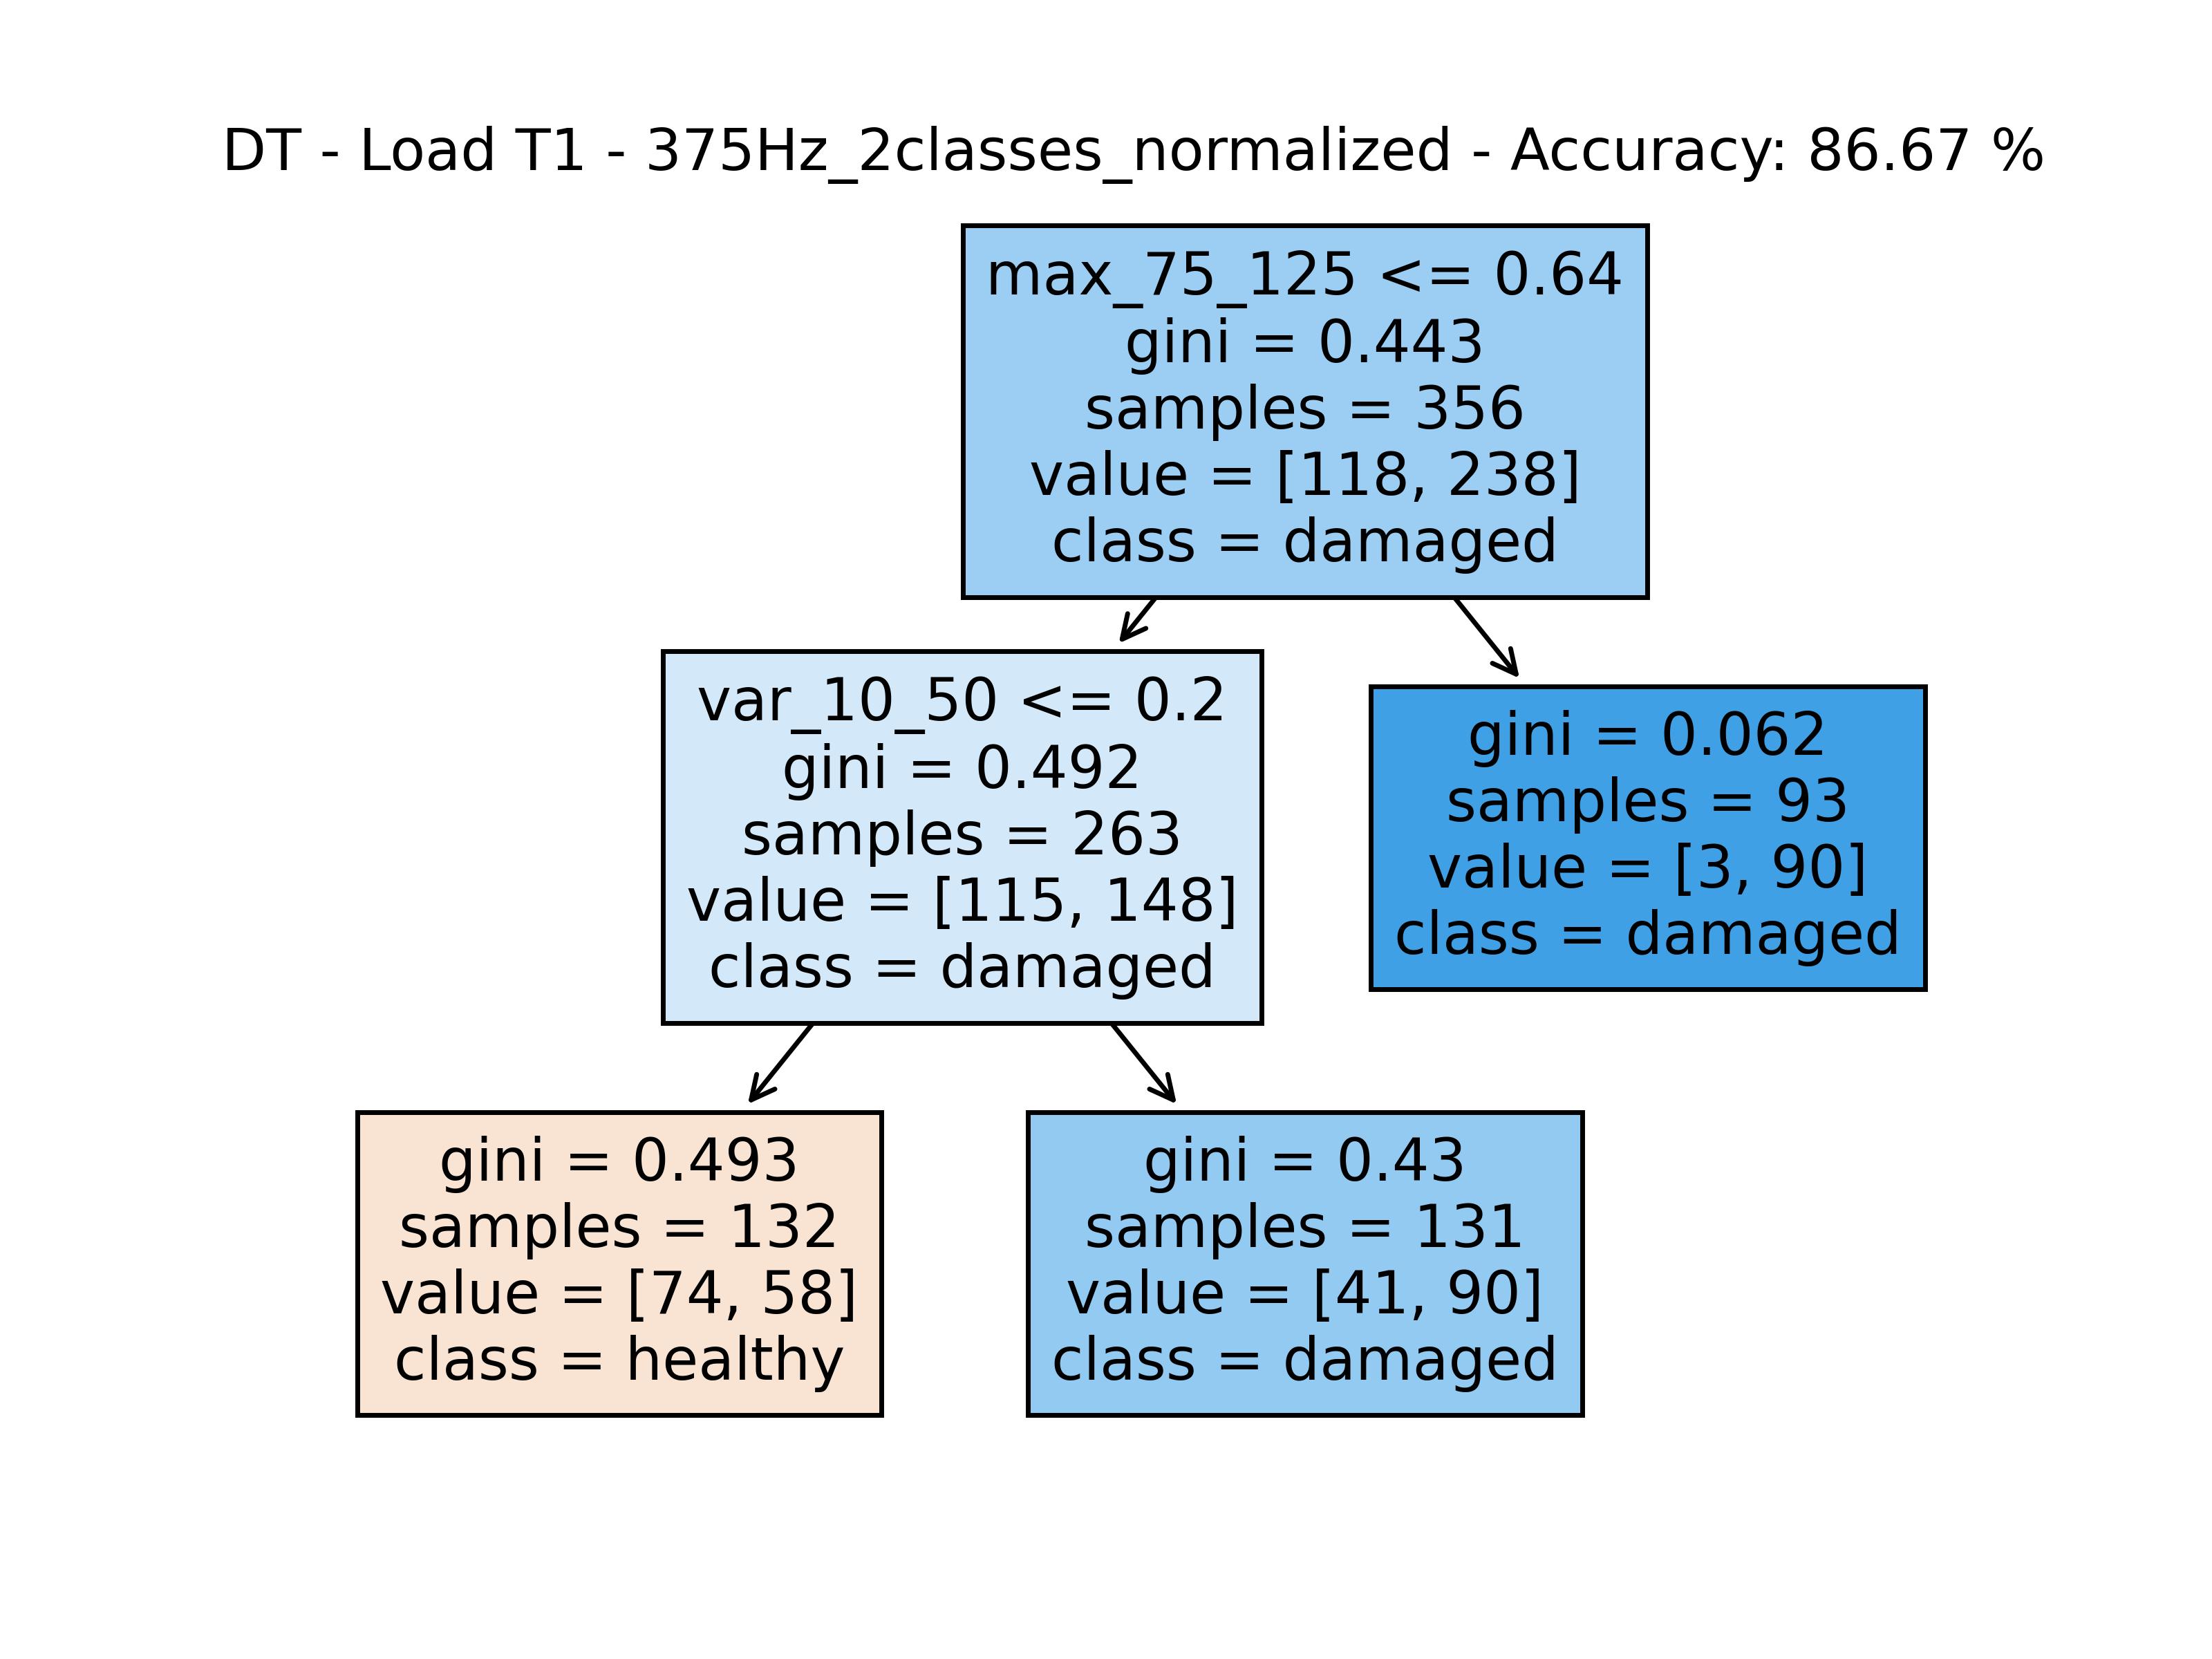 DT - Load T1 - 375Hz_2classes_normalized - Accuracy: 86.67 %
max_75_125 <= 0.64
gini = 0.443
samples = 356
value = [118, 238]
class = damaged
var_10_50 <= 0.2
gini = 0.492
samples = 263
value = [115, 148]
class = damaged
gini = 0.062
samples = 93
value = [3, 90]
class = damaged
gini = 0.493
samples = 132
value = [74, 58]
class = healthy
gini = 0.43
samples = 131
value = [41, 90]
class = damaged